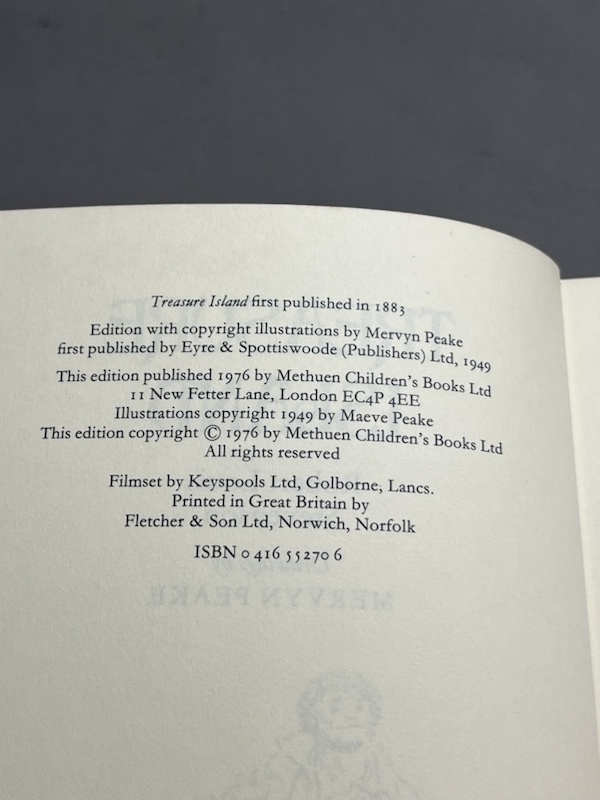 Treasure Island first published in 1883
Edition with copyright illustrations by Mervyn Peake
first published by Eyre & Spottiswoode (Publishers) Ltd, 1949
This edition published 1976 by Methuen Children's Books Ltd
11 New Fetter Lane, London EC4P 4EE
Illustrations copyright 1949 by Maeve Peake
This edition copyright © 1976 by Methuen Children's Books Ltd
All rights reserved
Filmset by Keyspools Ltd, Golborne, Lancs.
Printed in Great Britain by
Fletcher & Son Ltd, Norwich, Norfolk
ISBN 0 416 55270 6
MERVYN PEAKE